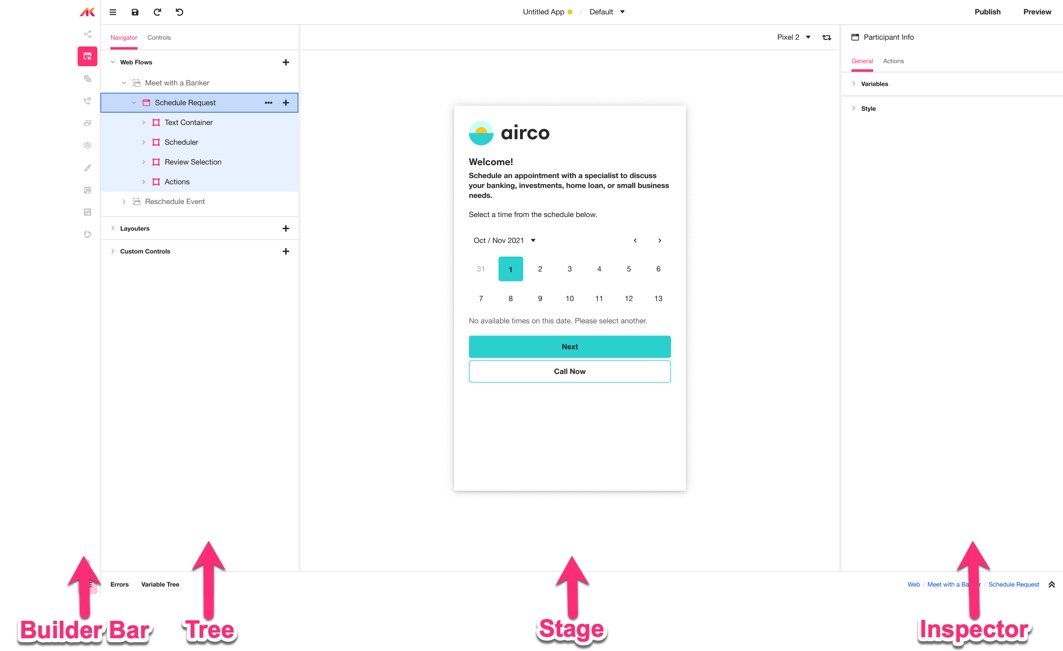 Untitled App / Default
Publish Preview
Navigator Controls
Pixel 2
Participant Info
General Actions
Web Flows
Meet with a Banker
Schedule Request
Text Container
Scheduler
Review Selection
Actions
Reschedule Event
Layouters
Custom Controls
Variables
Style
airco
Welcome!
Schedule an appointment with a specialist to discuss
your banking, investments, home loan, or small business
needs.
Select a time from the schedule below.
Oct / Nov 2021
31 1 2 3 4 5 6
7 8 9 10 11 12 13
No available times on this date. Please select another.
Next
Call Now
Errors Variable Tree
Web / Meet with a / Schedule Request
Builder Bar Tree Stage Inspector